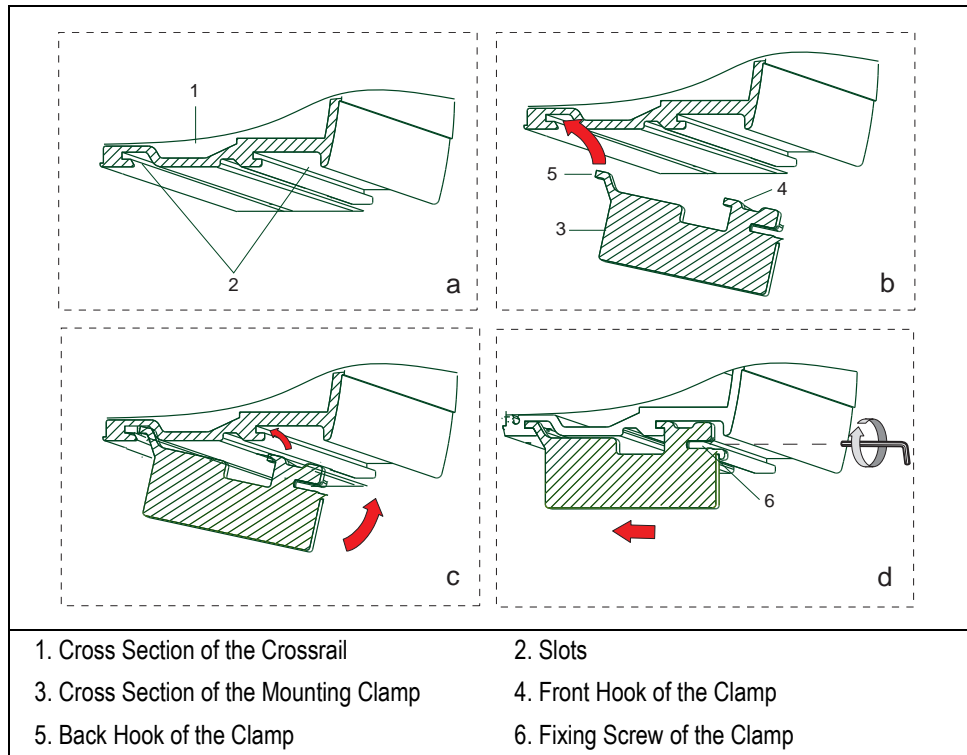 1
2
a
5
4
3
b
c
6
d
1. Cross Section of the Crossrail
2. Slots
3. Cross Section of the Mounting Clamp
4. Front Hook of the Clamp
5. Back Hook of the Clamp
6. Fixing Screw of the Clamp